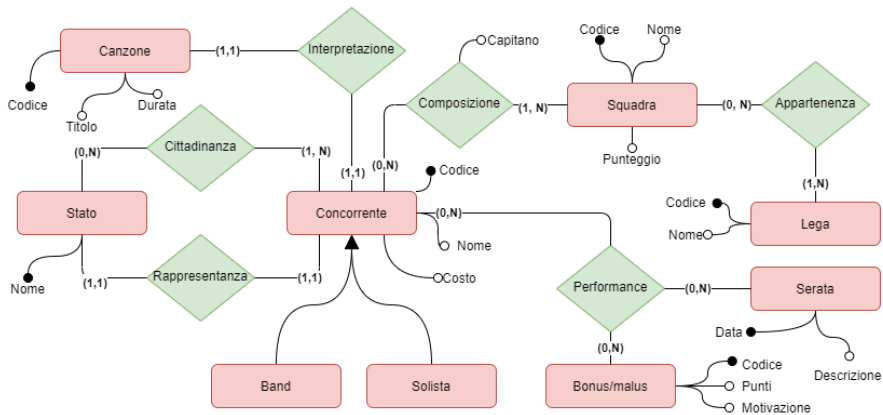 Canzone
(1,1)
Interpretazione
Capitano
Codice
Nome
Codice
Titolo
Durata
Composizione
(1, N)
Squadra
(0, N)
Appartenenza
Punteggio
(0,N)
Cittadinanza
(1, N)
(1,1)
(0,N)
Codice
(1,N)
Stato
Concorrente
(0,N)
Nome
Costo
Codice
Nome
Lega
Nome
(1,1)
Rappresentanza
(1,1)
Performance
(0,N)
Serata
Data
Descrizione
(0,N)
Band
Solista
Bonus/malus
Codice
Punti
Motivazione